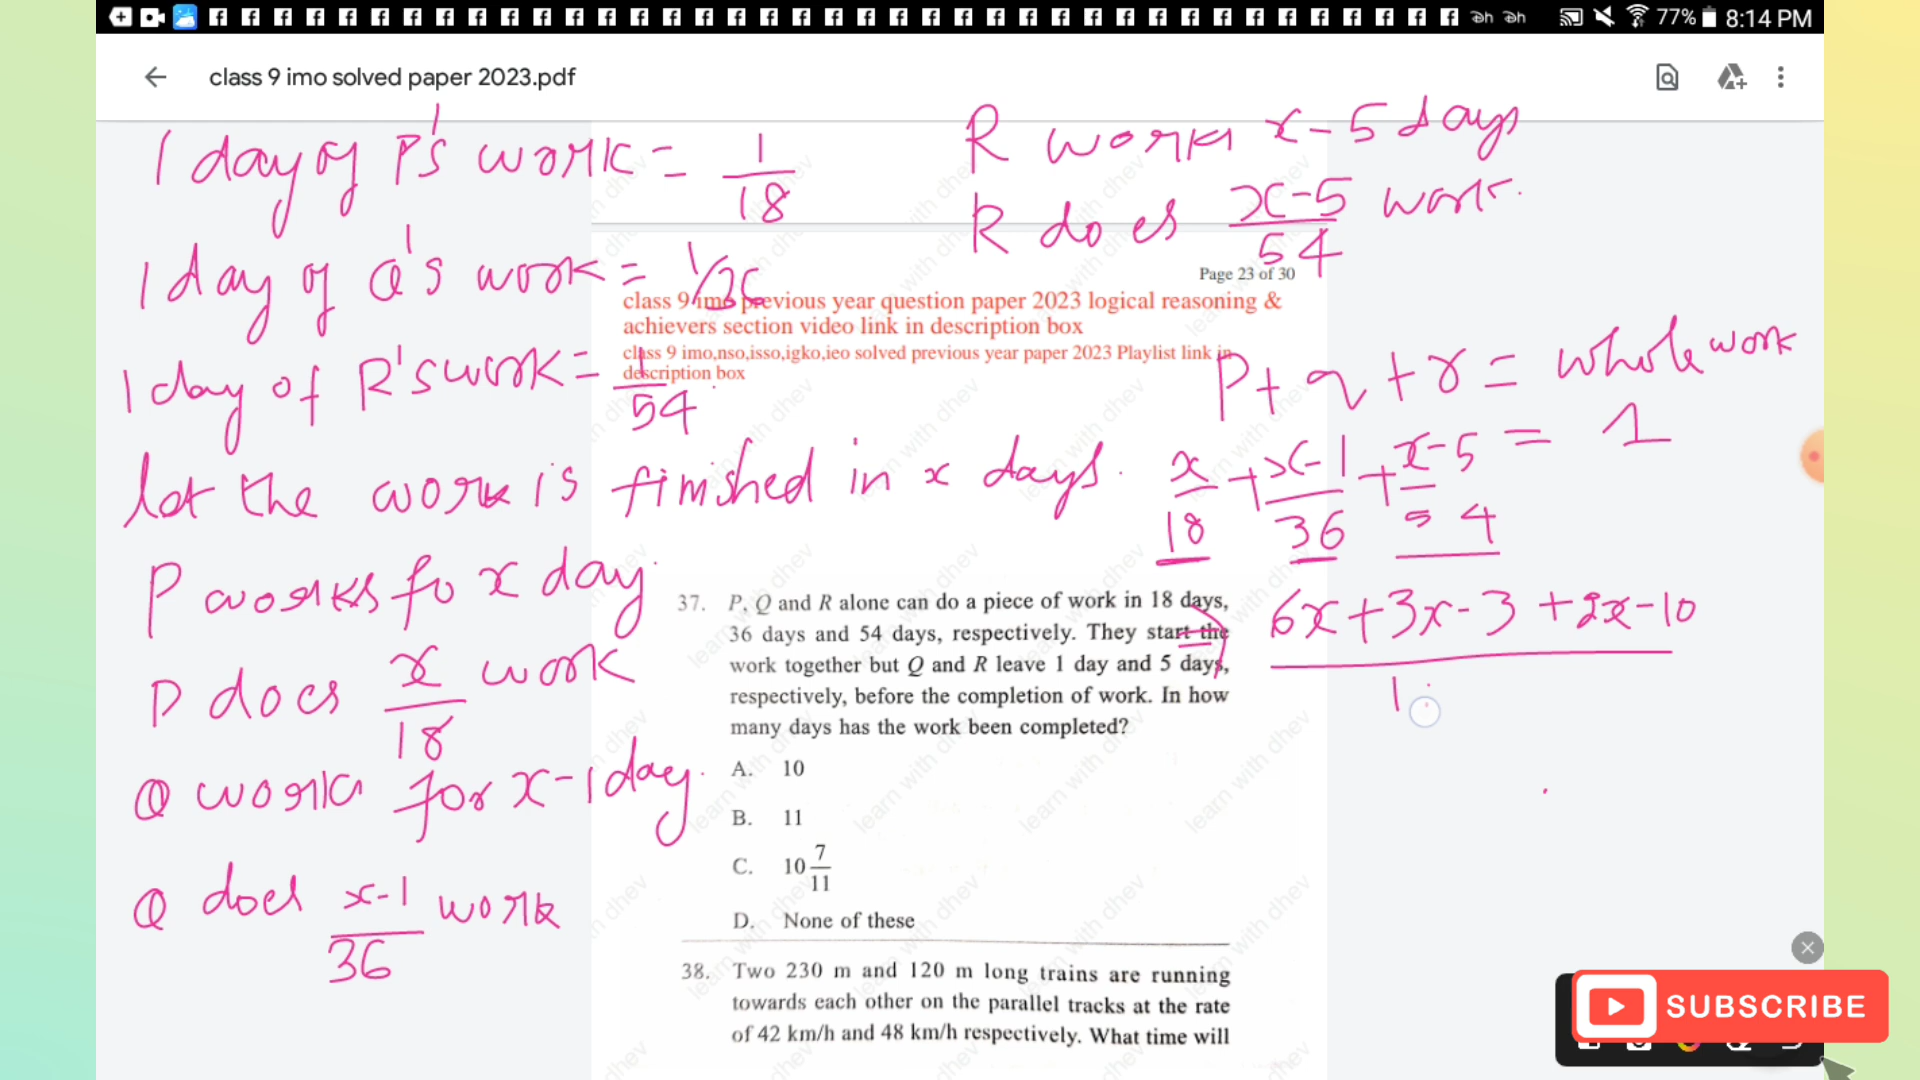 77% 8:14 PM
class 9 imo solved paper 2023.pdf
1 day of P's work = 1/18
1 day of Q's work = 1/36
1 day of R's work = 1/54
let the work is finished in x days.
P works fo x day.
P does x/18 work
Q works for x-1 day.
Q does x-1/36 work
R works x-5 days
R does x-5/54 work.
Page 23 of 30
class 9 imo previous year question paper 2023 logical reasoning &
achievers section video link in description box
class 9 imo,nso,isso,igko,ieo solved previous year paper 2023 Playlist link in
description box
P + q + r = whole work
x/18 + x-1/36 + x-5/54 = 1
⇒ 6x+3x-3+2x-10
1
37. P, Q and R alone can do a piece of work in 18 days,
36 days and 54 days, respectively. They start the
work together but Q and R leave 1 day and 5 days,
respectively, before the completion of work. In how
many days has the work been completed?
A. 10
B. 11
C. 10 7/11
D. None of these
38. Two 230 m and 120 m long trains are running
towards each other on the parallel tracks at the rate
of 42 km/h and 48 km/h respectively. What time will
learn with dhev
SUBSCRIBE